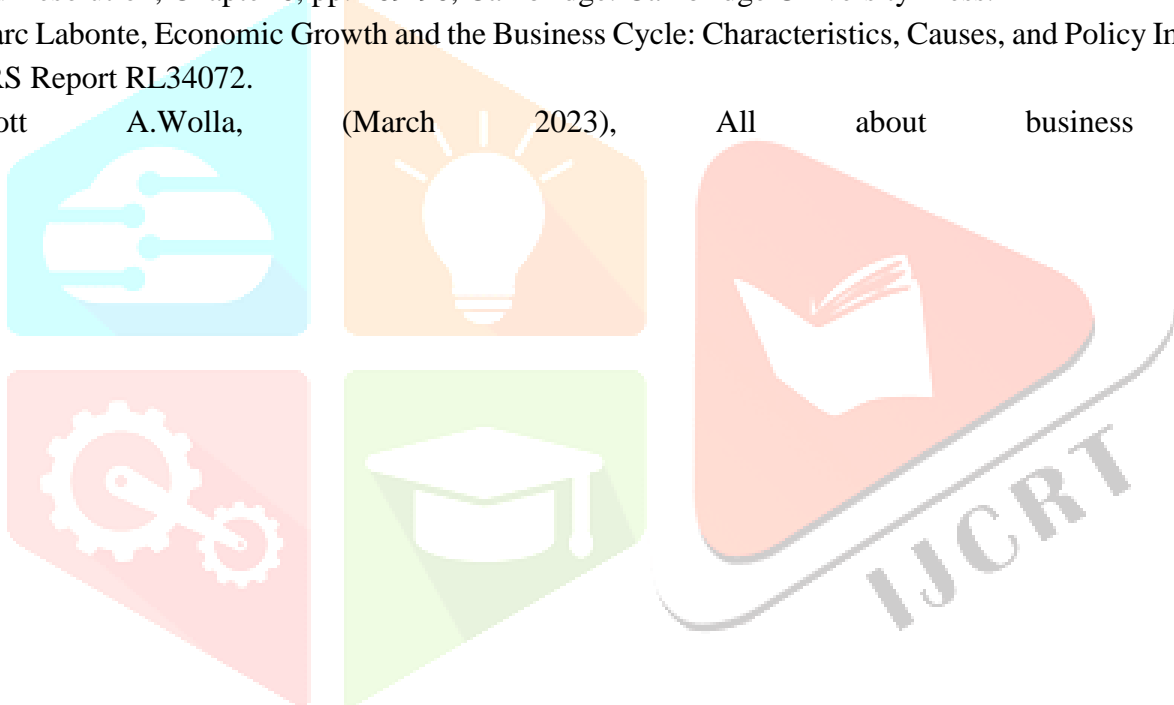 arc Labonte, Economic Growth and the Business Cycle: Characteristics, Causes, and Policy In
RS Report RL34072.
ott A.Wolla, (March 2023), All about business
IJCRT